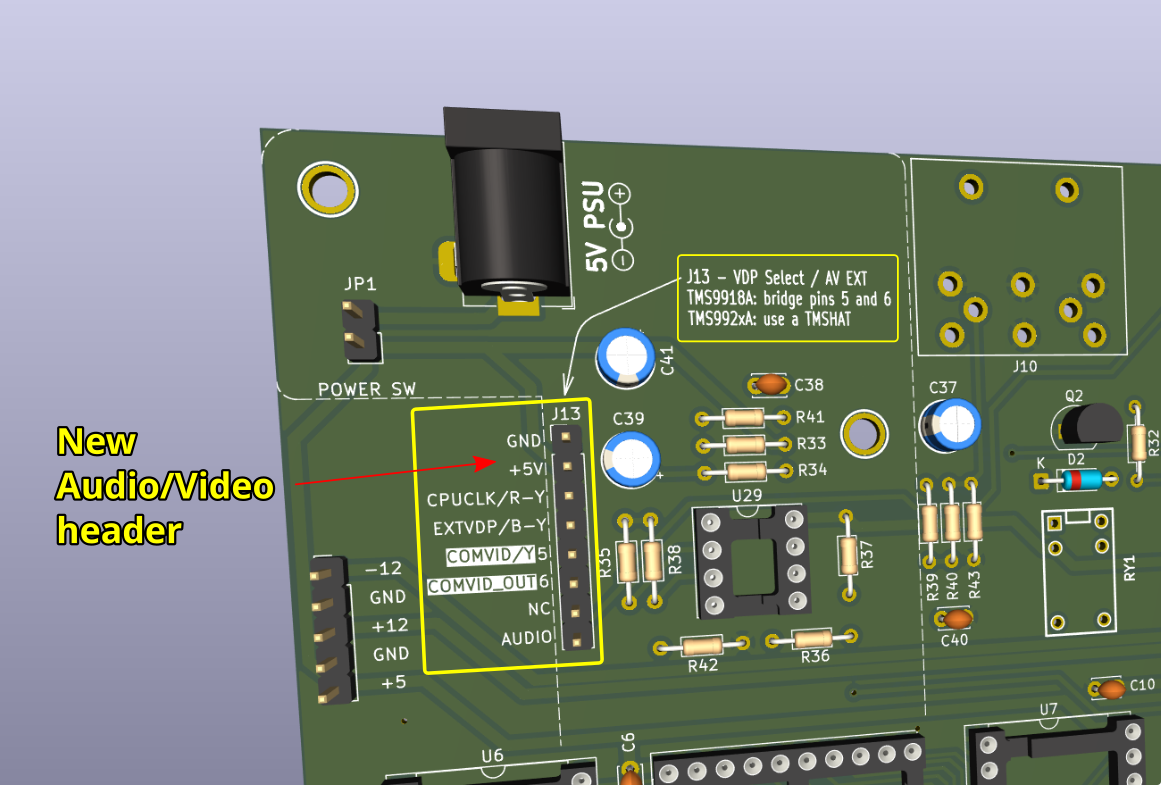 5V PSU
+
-
JP1
POWER SW
J13 - VDP Select / AV EXT
TMS9918A: bridge pins 5 and 6
TMS992xA: use a TMSHAT
C41
C39
C38
R41
R33
R34
C37
J10
Q2
R32
K
D2
New
Audio/Video
header
J13
GND
+5V
CPUCLK/R-Y
EXTVDP/B-Y
COMVID/Y 5
COMVID_OUT 6
NC
AUDIO
-12
GND
+12
GND
+5
U29
R35
R38
R37
R42
R36
R39
R40
R43
C40
RY1
C10
U6
C6
U7
+